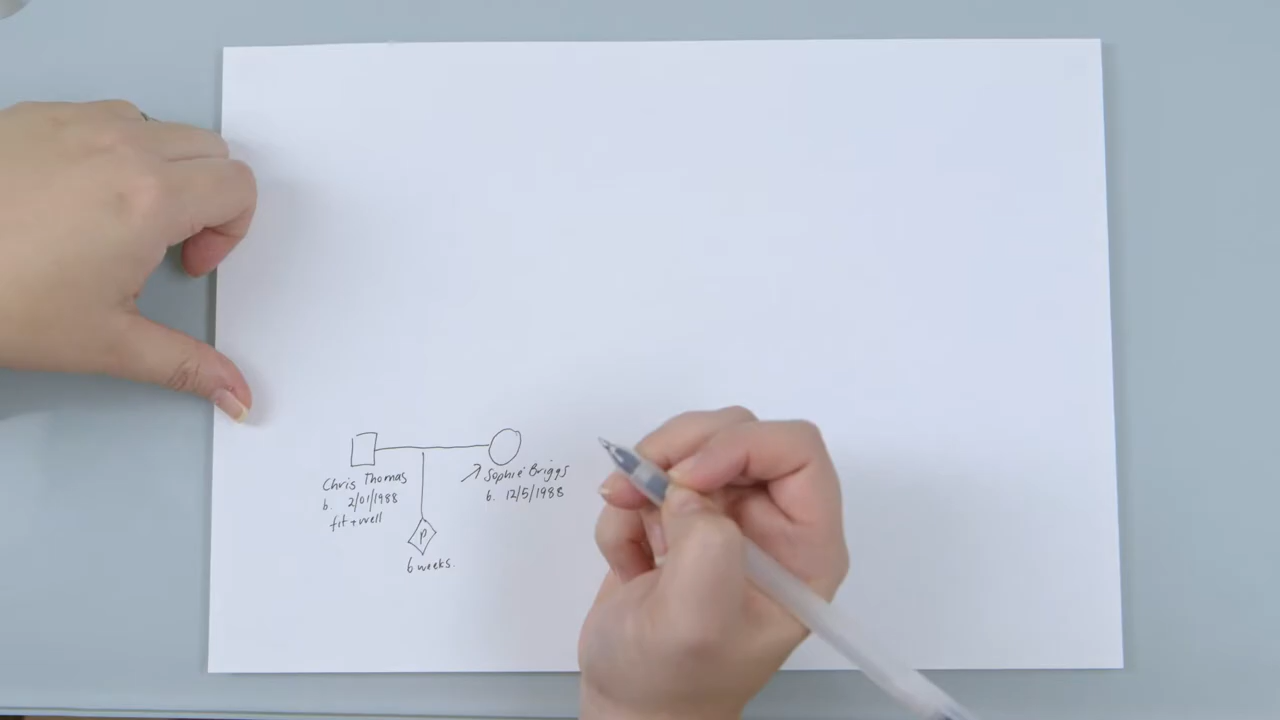 Chris Thomas
b. 2/01/1988
fit + well
Sophie Briggs
b. 12/5/1988
P
6 weeks.